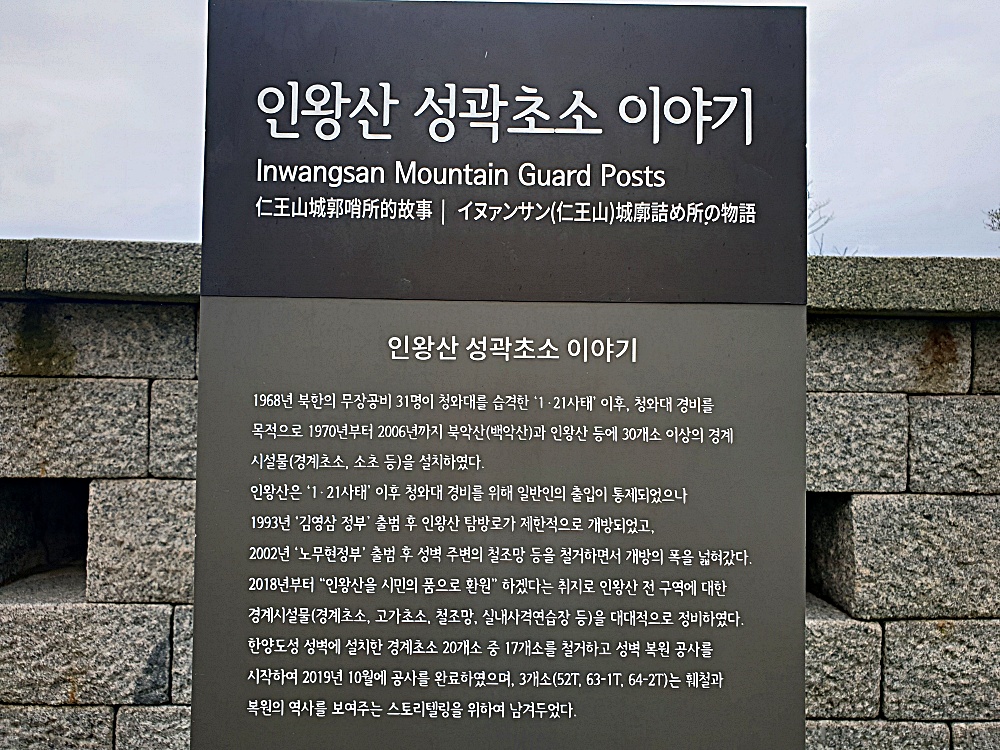 인왕산 성곽초소 이야기
Inwangsan Mountain Guard Posts
仁王山城郭哨所的故事 | イヌァンサン(仁王山)城廓詰め所の物語
인왕산 성곽초소 이야기
1968년 북한의 무장공비 31명이 청와대를 습격한 ‘1·21사태’ 이후, 청와대 경비를
목적으로 1970년부터 2006년까지 북악산(백악산)과 인왕산 등에 30개소 이상의 경계
시설물(경계초소, 소초 등)을 설치하였다.
인왕산은 ‘1·21사태’ 이후 청와대 경비를 위해 일반인의 출입이 통제되었으나
1993년 ‘김영삼 정부’ 출범 후 인왕산 탐방로가 제한적으로 개방되었고,
2002년 ‘노무현정부’ 출범 후 성벽 주변의 철조망 등을 철거하면서 개방의 폭을 넓혀갔다.
2018년부터 “인왕산을 시민의 품으로 환원” 하겠다는 취지로 인왕산 전 구역에 대한
경계시설물(경계초소, 고가초소, 철조망, 실내사격연습장 등)을 대대적으로 정비하였다.
한양도성 성벽에 설치한 경계초소 20개소 중 17개소를 철거하고 성벽 복원 공사를
시작하여 2019년 10월에 공사를 완료하였으며, 3개소(52T, 63-1T, 64-2T)는 훼철과
복원의 역사를 보여주는 스토리텔링을 위하여 남겨두었다.